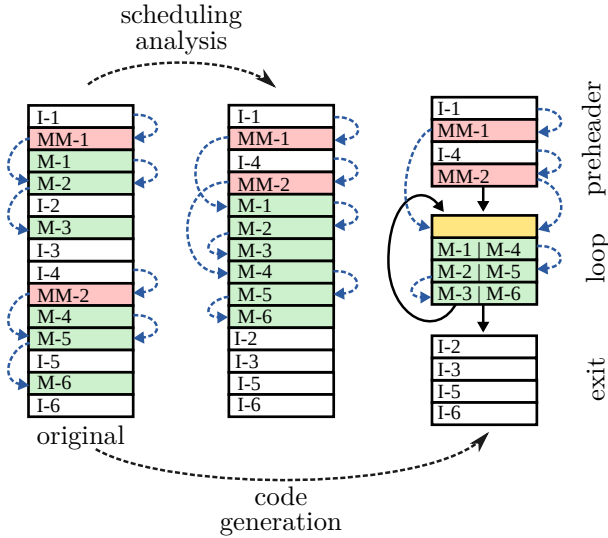 scheduling
analysis
I-1
MM-1
M-1
M-2
I-2
M-3
I-3
I-4
MM-2
M-4
M-5
I-5
M-6
I-6
original
I-1
MM-1
I-4
MM-2
M-1
M-2
M-3
M-4
M-5
M-6
I-2
I-3
I-5
I-6
I-1
MM-1
I-4
MM-2
M-1 | M-4
M-2 | M-5
M-3 | M-6
I-2
I-3
I-5
I-6
preheader
loop
exit
code
generation